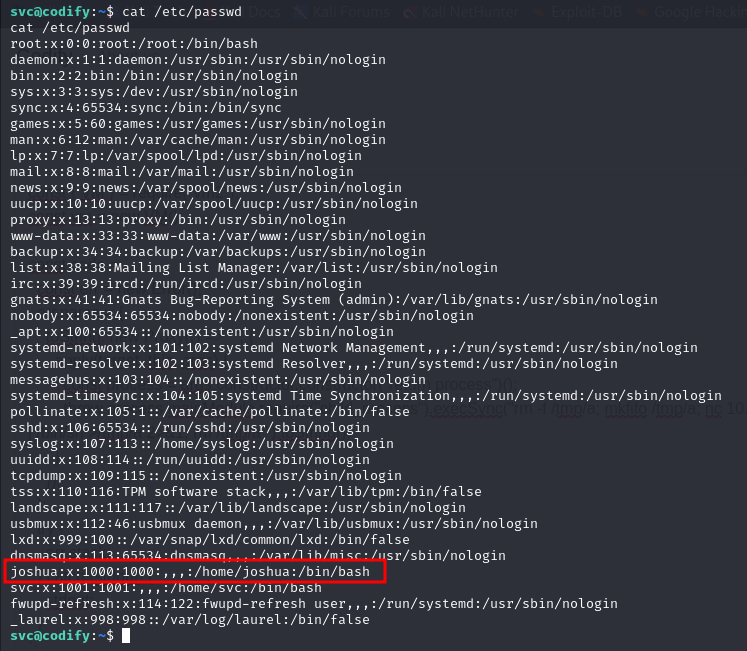 Docs Kali Forums Kali NetHunter Exploit-DB Google Hackin
svc@codify:~$ cat /etc/passwd
cat /etc/passwd
root:x:0:0:root:/root:/bin/bash
daemon:x:1:1:daemon:/usr/sbin:/usr/sbin/nologin
bin:x:2:2:bin:/bin:/usr/sbin/nologin
sys:x:3:3:sys:/dev:/usr/sbin/nologin
sync:x:4:65534:sync:/bin:/bin/sync
games:x:5:60:games:/usr/games:/usr/sbin/nologin
man:x:6:12:man:/var/cache/man:/usr/sbin/nologin
lp:x:7:7:lp:/var/spool/lpd:/usr/sbin/nologin
mail:x:8:8:mail:/var/mail:/usr/sbin/nologin
news:x:9:9:news:/var/spool/news:/usr/sbin/nologin
uucp:x:10:10:uucp:/var/spool/uucp:/usr/sbin/nologin
proxy:x:13:13:proxy:/bin:/usr/sbin/nologin
www-data:x:33:33:www-data:/var/www:/usr/sbin/nologin
backup:x:34:34:backup:/var/backups:/usr/sbin/nologin
list:x:38:38:Mailing List Manager:/var/list:/usr/sbin/nologin
irc:x:39:39:ircd:/run/ircd:/usr/sbin/nologin
gnats:x:41:41:Gnats Bug-Reporting System (admin):/var/lib/gnats:/usr/sbin/nologin
nobody:x:65534:65534:nobody:/nonexistent:/usr/sbin/nologin
_apt:x:100:65534::/nonexistent:/usr/sbin/nologin
systemd-network:x:101:102:systemd Network Management,,,:/run/systemd:/usr/sbin/nologin
systemd-resolve:x:102:103:systemd Resolver,,,:/run/systemd:/usr/sbin/nologin
messagebus:x:103:104::/nonexistent:/usr/sbin/nologin
systemd-timesync:x:104:105:systemd Time Synchronization,,,:/run/systemd:/usr/sbin/nologin
pollinate:x:105:1::/var/cache/pollinate:/bin/false
sshd:x:106:65534::/run/sshd:/usr/sbin/nologin
syslog:x:107:113::/home/syslog:/usr/sbin/nologin
uuidd:x:108:114::/run/uuidd:/usr/sbin/nologin
tcpdump:x:109:115::/nonexistent:/usr/sbin/nologin
tss:x:110:116:TPM software stack,,,:/var/lib/tpm:/bin/false
landscape:x:111:117::/var/lib/landscape:/usr/sbin/nologin
usbmux:x:112:46:usbmux daemon,,,:/var/lib/usbmux:/usr/sbin/nologin
lxd:x:999:100::/var/snap/lxd/common/lxd:/bin/false
dnsmasq:x:113:65534:dnsmasq,,,:/var/lib/misc:/usr/sbin/nologin
joshua:x:1000:1000:,,,:/home/joshua:/bin/bash
svc:x:1001:1001:,,,:/home/svc:/bin/bash
fwupd-refresh:x:114:122:fwupd-refresh user,,,:/run/systemd:/usr/sbin/nologin
_laurel:x:998:998::/var/log/laurel:/bin/false
svc@codify:~$